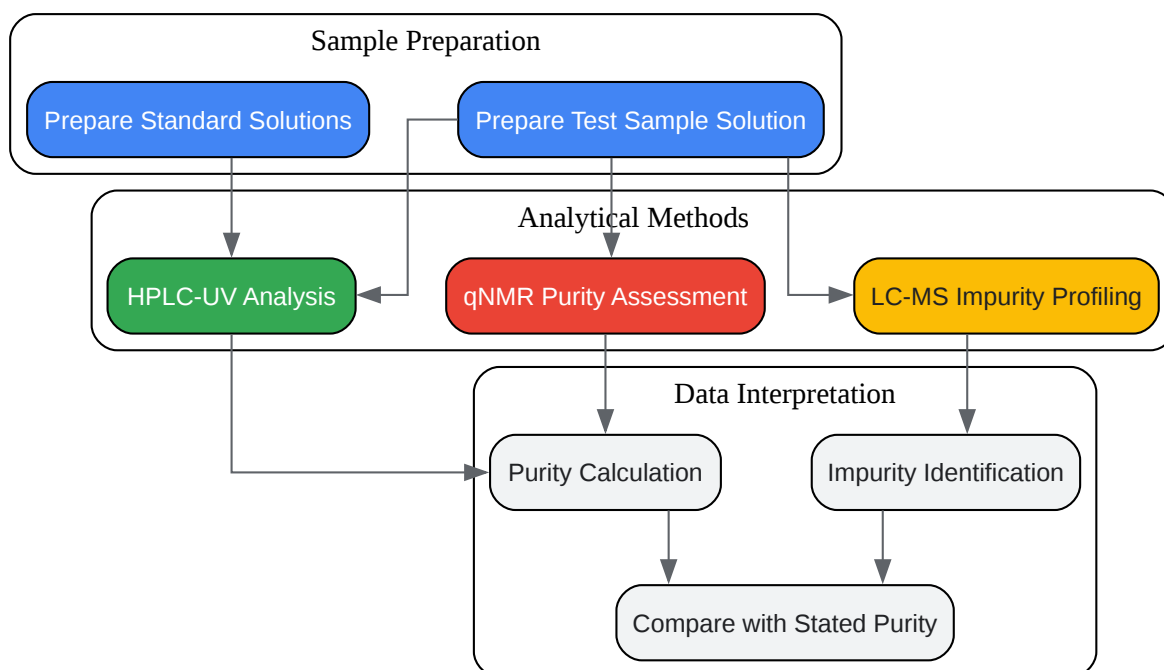 Sample Preparation
Prepare Standard Solutions
Prepare Test Sample Solution
Analytical Methods
HPLC-UV Analysis
qNMR Purity Assessment
LC-MS Impurity Profiling
Data Interpretation
Purity Calculation
Impurity Identification
Compare with Stated Purity